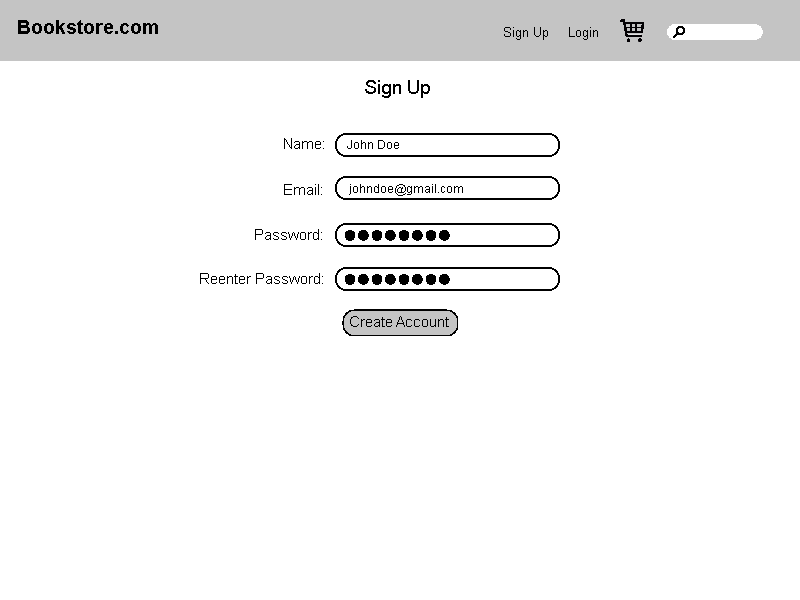 Bookstore.com
Sign Up Login
Sign Up
Name: John Doe
Email: johndoe@gmail.com
Password: ●●●●●●●●
Reenter Password: ●●●●●●●●
Create Account